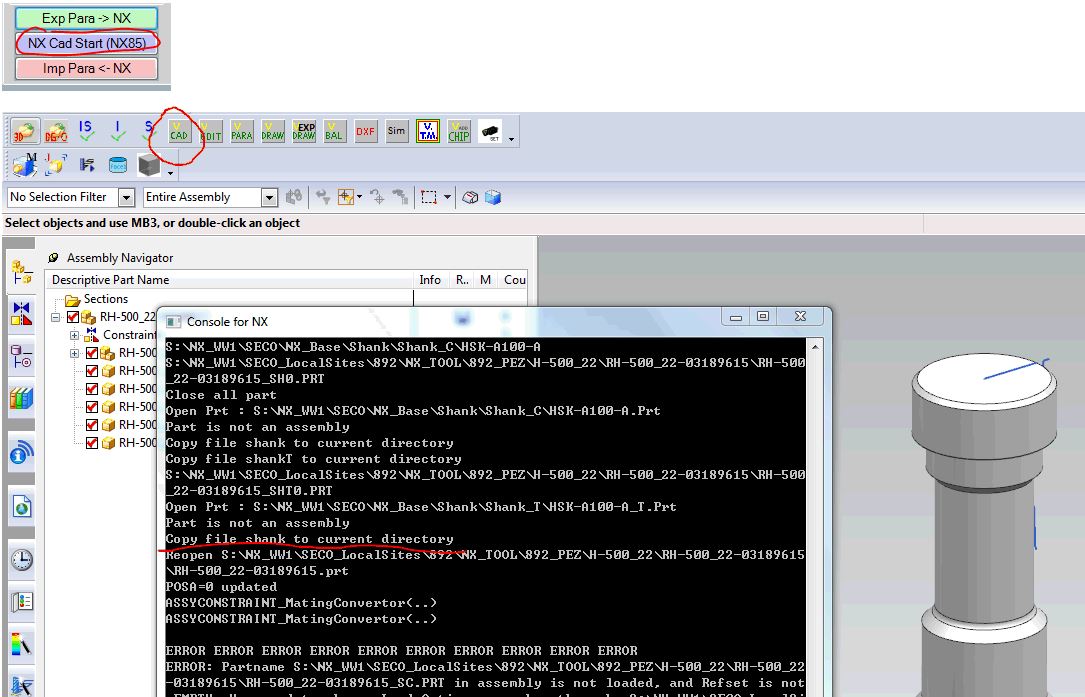 Exp Para -> NX
NX Cad Start (NX85)
Imp Para <- NX
3D
IS
I
S
V
CAD
EDIT
V
PARA
V
DRAW
EXP
DRAW
V
BAL
DXF
Sim
V.
T.M.
CHIP
SET
M
No Selection Filter
Entire Assembly
Select objects and use MB3, or double-click an object
Assembly Navigator
Descriptive Part Name Info R.. M Cou
Sections
RH-500_22
Constraint
RH-500
RH-500
RH-500
RH-500
RH-500
RH-500
Console for NX
S:\NX_WW1\SECO\NX_Base\Shank\Shank_C\HSK-A100-A
S:\NX_WW1\SECO_LocalSites\892\NX_TOOL\892_PEZ\H-500_22\RH-500_22-03189615\RH-500
_22-03189615_SH0.PRT
Close all part
Open Prt : S:\NX_WW1\SECO\NX_Base\Shank\Shank_C\HSK-A100-A.Prt
Part is not an assembly
Copy file shank to current directory
Copy file shankT to current directory
S:\NX_WW1\SECO_LocalSites\892\NX_TOOL\892_PEZ\H-500_22\RH-500_22-03189615\RH-500
_22-03189615_SHT0.PRT
Open Prt : S:\NX_WW1\SECO\NX_Base\Shank\Shank_T\HSK-A100-A_T.Prt
Part is not an assembly
Copy file shank to current directory
Reopen S:\NX_WW1\SECO_LocalSites\892\NX_TOOL\892_PEZ\H-500_22\RH-500_22-03189615
\RH-500_22-03189615.prt
POSA=0 updated
ASSYCONSTRAINT_MatingConvertor(..)
ASSYCONSTRAINT_MatingConvertor(..)
ERROR ERROR ERROR ERROR ERROR ERROR ERROR ERROR ERROR ERROR
ERROR: Partname S:\NX_WW1\SECO_LocalSites\892\NX_TOOL\892_PEZ\H-500_22\RH-500_22
-03189615\RH-500_22-03189615_SC.PRT in assembly is not loaded, and Refset is not